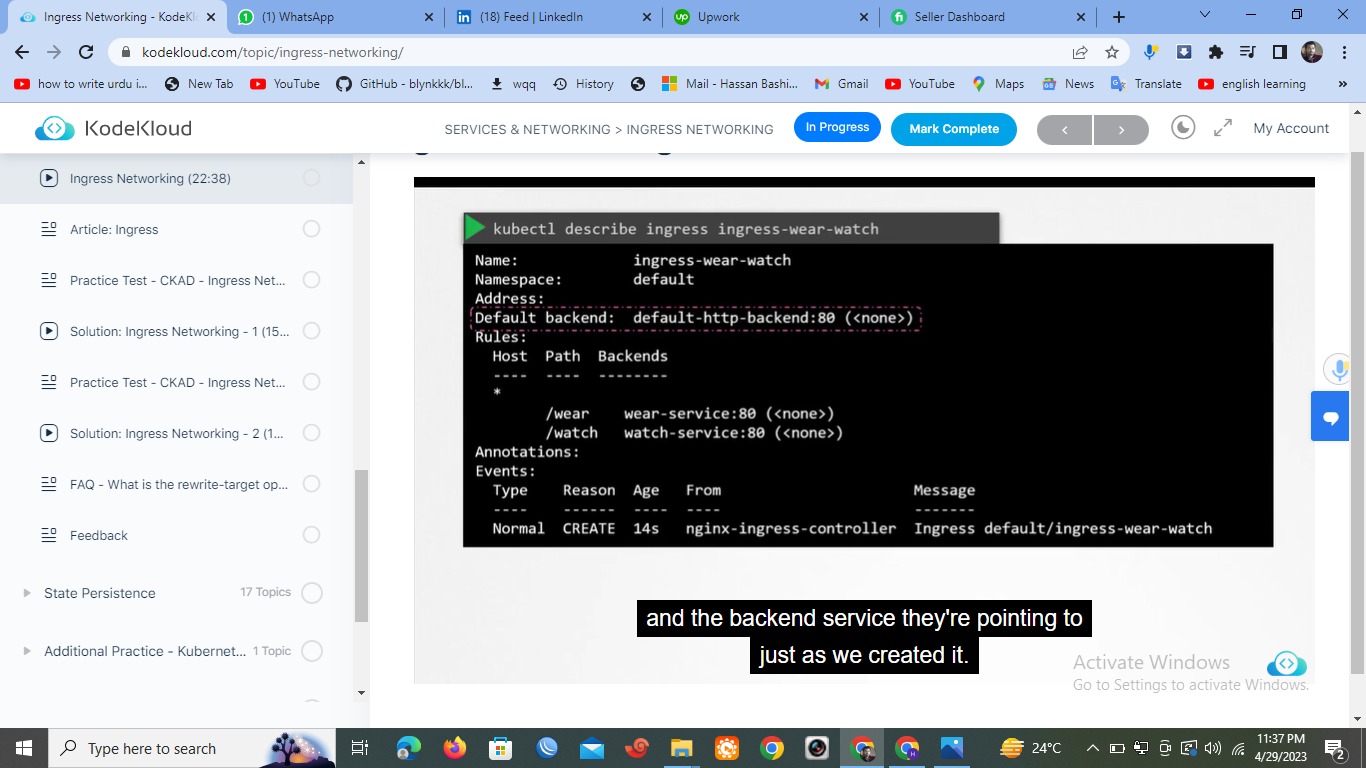 Ingress Networking - KodeKl
(1) WhatsApp
(18) Feed | LinkedIn
Upwork
Seller Dashboard
kodekloud.com/topic/ingress-networking/
how to write urdu i...
New Tab
YouTube
GitHub - blynkkk/bl...
wqq
History
Mail - Hassan Bashi...
Gmail
YouTube
Maps
News
Translate
english learning
KodeKloud
SERVICES & NETWORKING > INGRESS NETWORKING
In Progress
Mark Complete
My Account
Ingress Networking (22:38)
Article: Ingress
Practice Test - CKAD - Ingress Net...
Solution: Ingress Networking - 1 (15...
Practice Test - CKAD - Ingress Net...
Solution: Ingress Networking - 2 (1...
FAQ - What is the rewrite-target op...
Feedback
State Persistence 17 Topics
Additional Practice - Kubernet... 1 Topic
kubectl describe ingress ingress-wear-watch
Name: ingress-wear-watch
Namespace: default
Address:
Default backend: default-http-backend:80 (<none>)
Rules:
Host Path Backends
---- ---- --------
*
/wear wear-service:80 (<none>)
/watch watch-service:80 (<none>)
Annotations:
Events:
Type Reason Age From Message
---- ------ ---- ---- -------
Normal CREATE 14s nginx-ingress-controller Ingress default/ingress-wear-watch
and the backend service they're pointing to
just as we created it.
Activate Windows
Go to Settings to activate Windows.
Type here to search
24°C
11:37 PM
4/29/2023
2